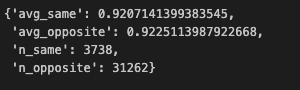 {'avg_same': 0.9207141399383545,
'avg_opposite': 0.9225113987922668,
'n_same': 3738,
'n_opposite': 31262}